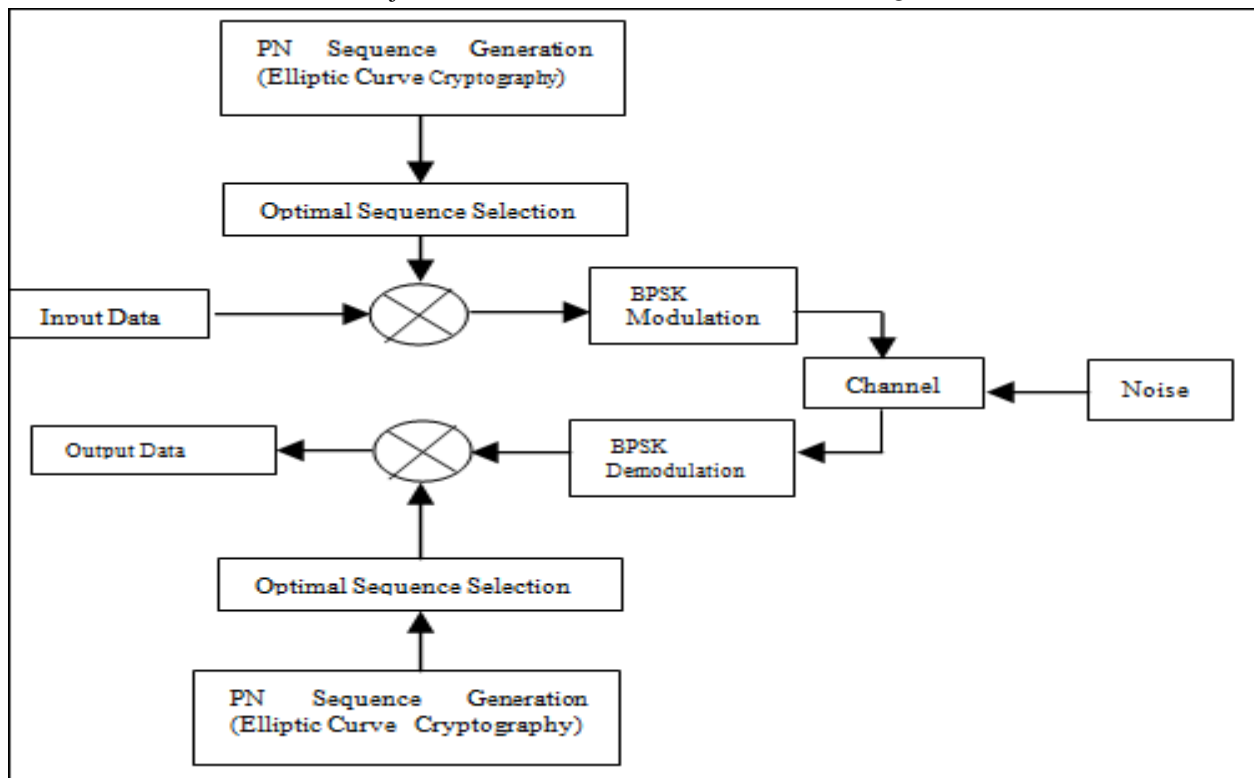 PN Sequence Generation
(Elliptic Curve Cryptography)
Optimal Sequence Selection
Input Data
BPSK
Modulation
Channel
Noise
Output Data
BPSK
Demodulation
Optimal Sequence Selection
PN Sequence Generation
(Elliptic Curve Cryptography)